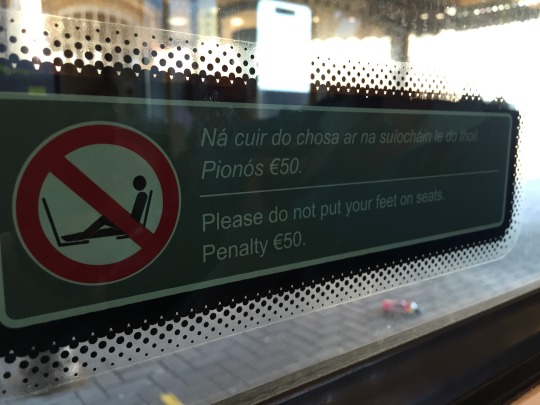 Ná cuir do chosa ar na suíocháin le do thoil.
Pionós €50.
Please do not put your feet on seats.
Penalty €50.